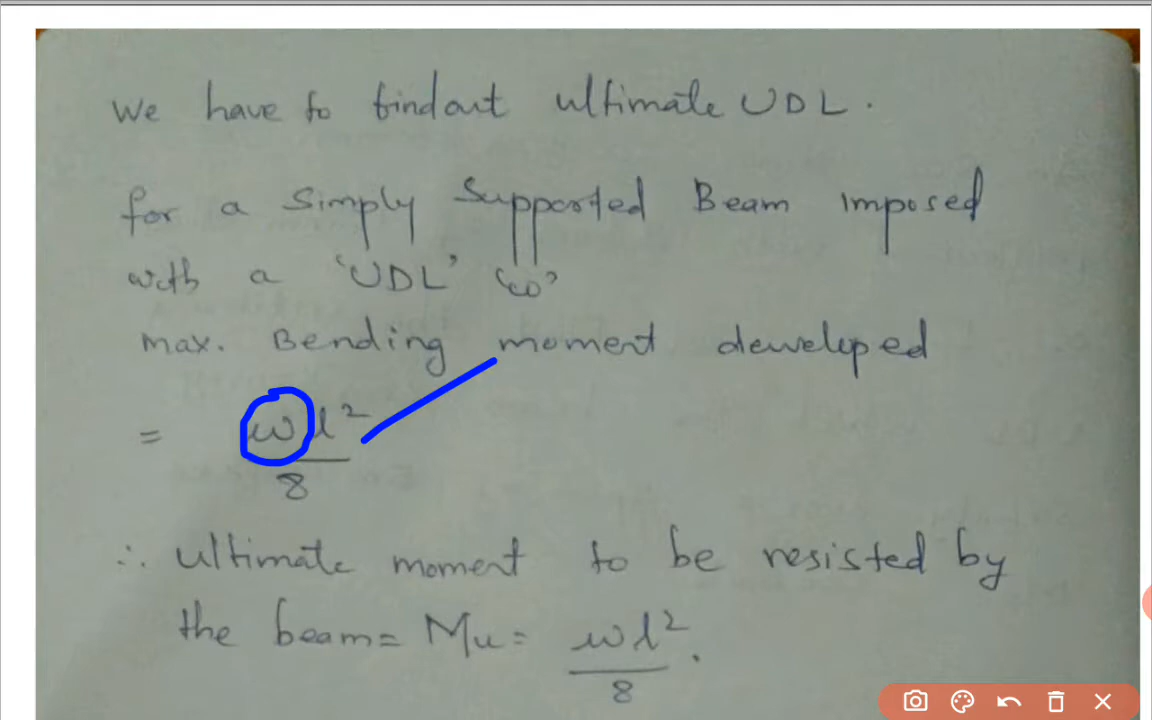 We have to findout ultimate UDL.
for a Simply Supported Beam imposed
with a 'UDL' 'ω'
max. Bending moment deweloped
= ωl²
8
∴ Ultimate moment to be resisted by
the beam = Mu = ωl².
8